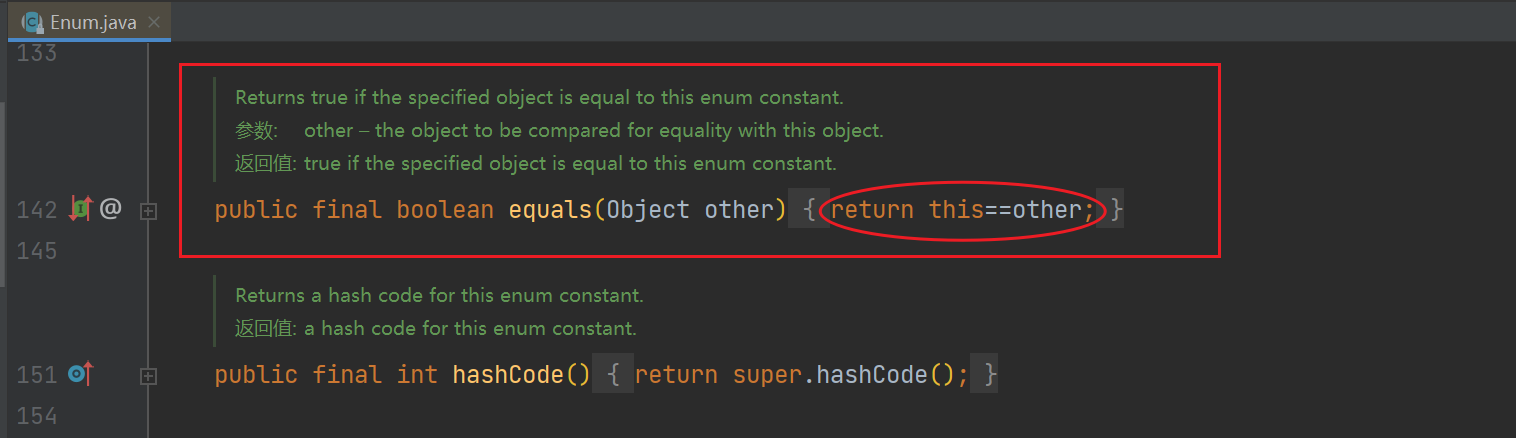 Enum.java
133
Returns true if the specified object is equal to this enum constant.
参数: other – the object to be compared for equality with this object.
返回值: true if the specified object is equal to this enum constant.
142 @ public final boolean equals(Object other) { return this==other; }
145
Returns a hash code for this enum constant.
返回值: a hash code for this enum constant.
151 public final int hashCode() { return super.hashCode(); }
154